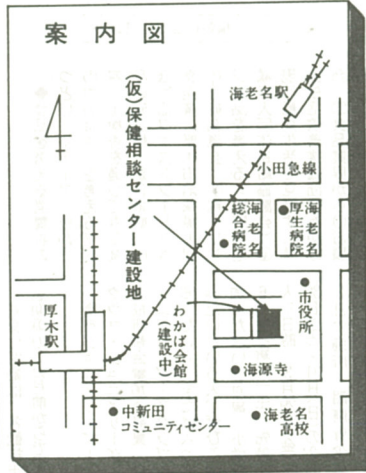 案内図
(仮)保健相談センター建設地
海老名駅
小田急線
海老名
総合病院
海老名
厚生病院
市役所
わかば会館
(建設中)
厚木駅
海源寺
中新田
コミュニティセンター
海老名
高校